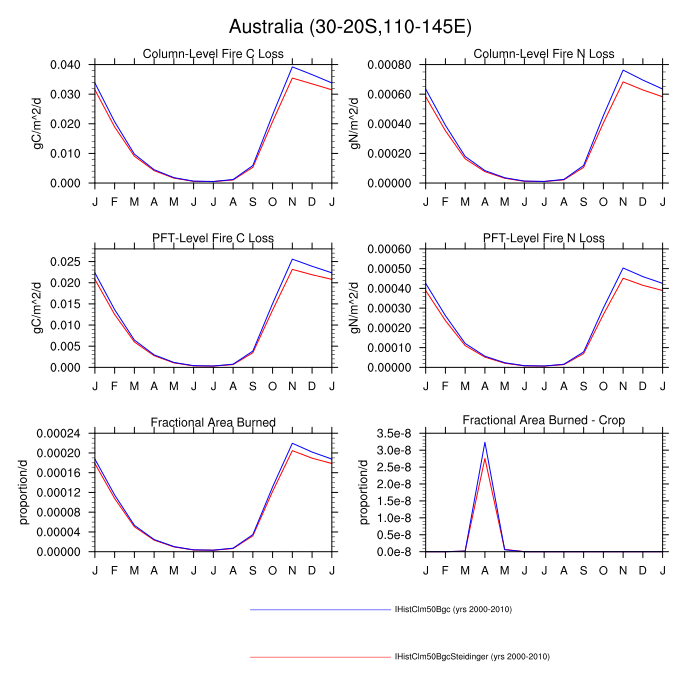 Australia (30-20S,110-145E)
Column-Level Fire C Loss
gC/m^2/d
0.040
0.030
0.020
0.010
0.000
J F M A M J J A S O N D J
Column-Level Fire N Loss
gN/m^2/d
0.00080
0.00060
0.00040
0.00020
0.00000
J F M A M J J A S O N D J
PFT-Level Fire C Loss
gC/m^2/d
0.025
0.020
0.015
0.010
0.005
0.000
J F M A M J J A S O N D J
PFT-Level Fire N Loss
gN/m^2/d
0.00060
0.00050
0.00040
0.00030
0.00020
0.00010
0.00000
J F M A M J J A S O N D J
Fractional Area Burned
proportion/d
0.00024
0.00020
0.00016
0.00012
0.00008
0.00004
0.00000
J F M A M J J A S O N D J
Fractional Area Burned - Crop
proportion/d
3.5e-8
3.0e-8
2.5e-8
2.0e-8
1.5e-8
1.0e-8
0.5e-8
0.0e-8
J F M A M J J A S O N D J
IHistClm50Bgc (yrs 2000-2010)
IHistClm50BgcSteidinger (yrs 2000-2010)